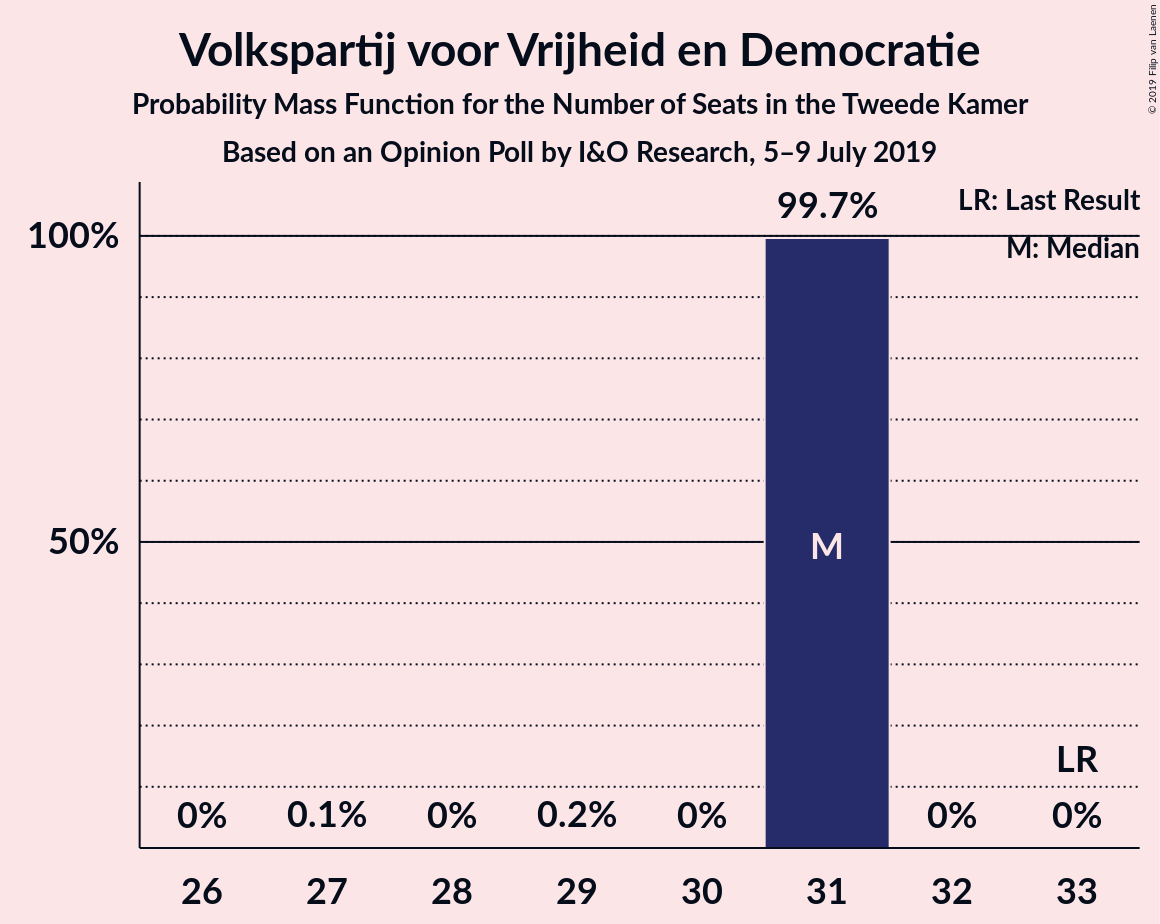 Volkspartij voor Vrijheid en Democratie
Probability Mass Function for the Number of Seats in the Tweede Kamer
Based on an Opinion Poll by I&O Research, 5–9 July 2019
© 2019 Filip van Laenen
LR: Last Result
M: Median
99.7%
100%
50%
M
LR
0%
0.1%
0%
0.2%
0%
0%
0%
26
27
28
29
30
31
32
33